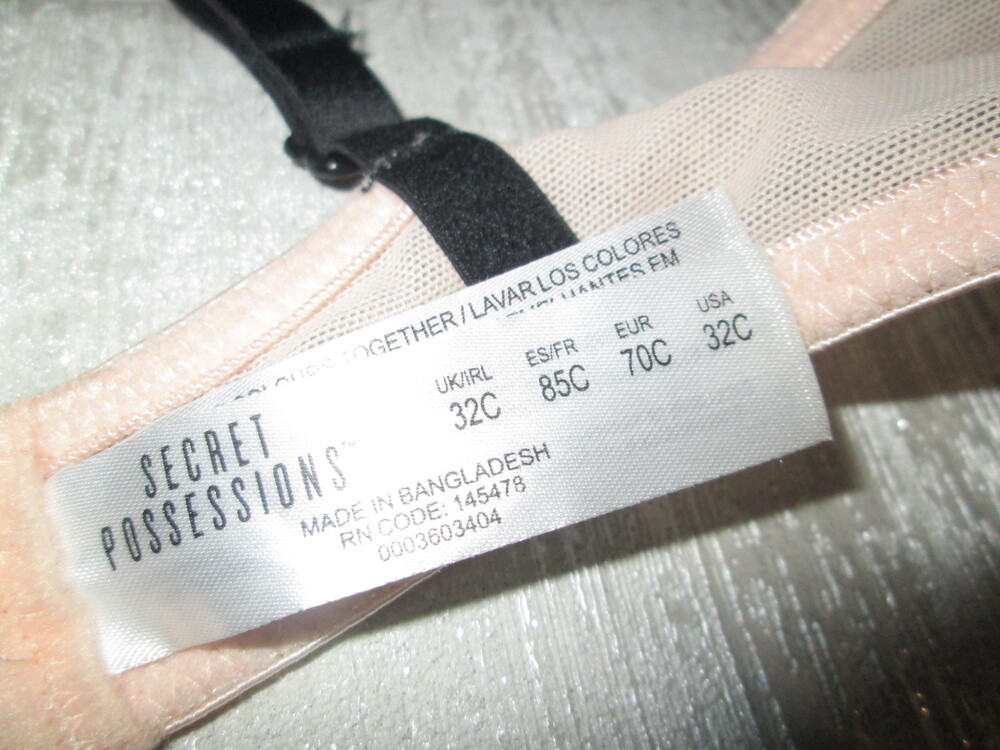 COLOURS TOGETHER / LAVAR LOS COLORES
SECRET
POSSESSIONS™
UK/IRL ES/FR EUR USA
32C 85C 70C 32C
MADE IN BANGLADESH
RN CODE: 145478
0003603404